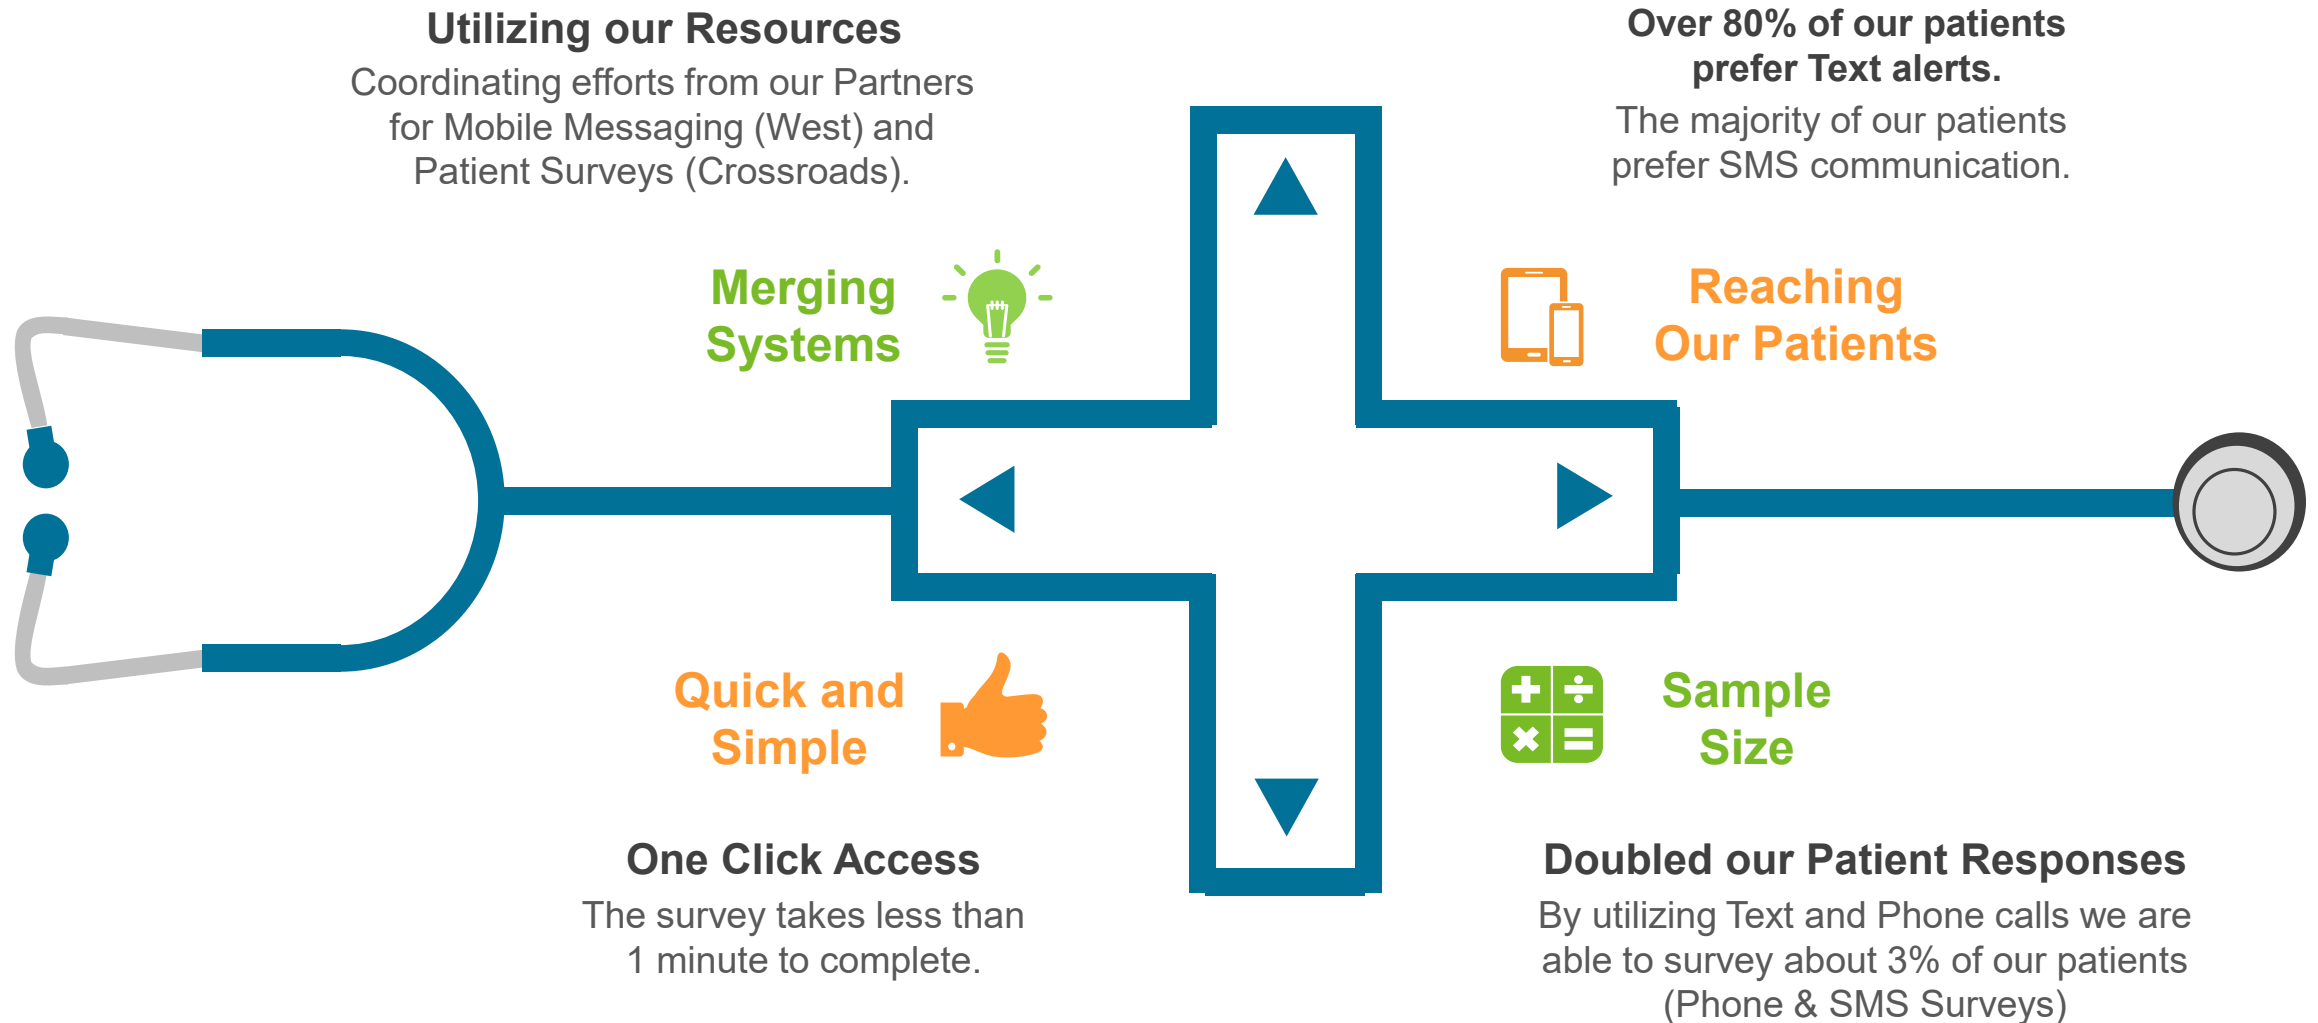 Utilizing our Resources
Coordinating efforts from our Partners
for Mobile Messaging (West) and
Patient Surveys (Crossroads).
Over 80% of our patients
prefer Text alerts.
The majority of our patients
prefer SMS communication.
Merging
Systems
Reaching
Our Patients
Quick and
Simple
Sample
Size
One Click Access
The survey takes less than
1 minute to complete.
Doubled our Patient Responses
By utilizing Text and Phone calls we are
able to survey about 3% of our patients
(Phone & SMS Surveys)